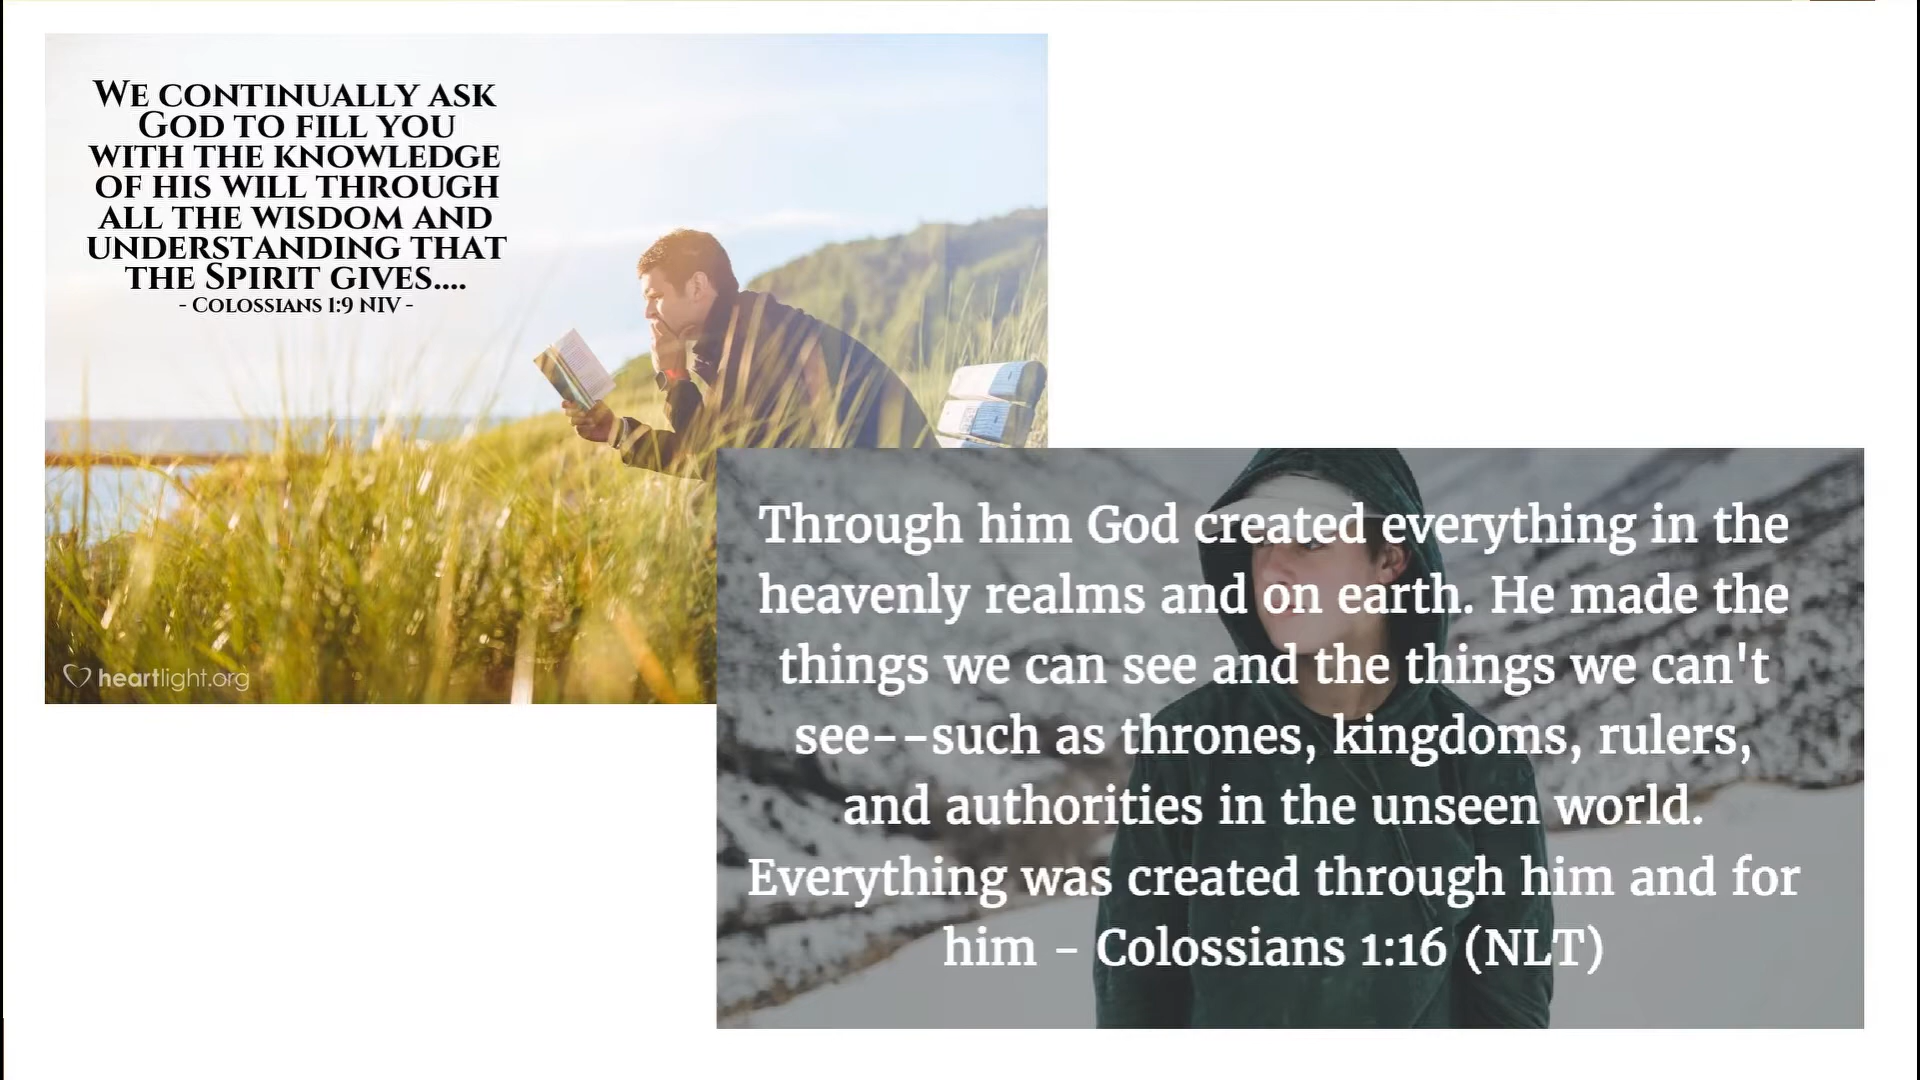 WE CONTINUALLY ASK
GOD TO FILL YOU
WITH THE KNOWLEDGE
OF HIS WILL THROUGH
ALL THE WISDOM AND
UNDERSTANDING THAT
THE SPIRIT GIVES....
- COLOSSIANS 1:9 NIV -
heartlight.org
Through him God created everything in the
heavenly realms and on earth. He made the
things we can see and the things we can't
see--such as thrones, kingdoms, rulers,
and authorities in the unseen world.
Everything was created through him and for
him - Colossians 1:16 (NLT)